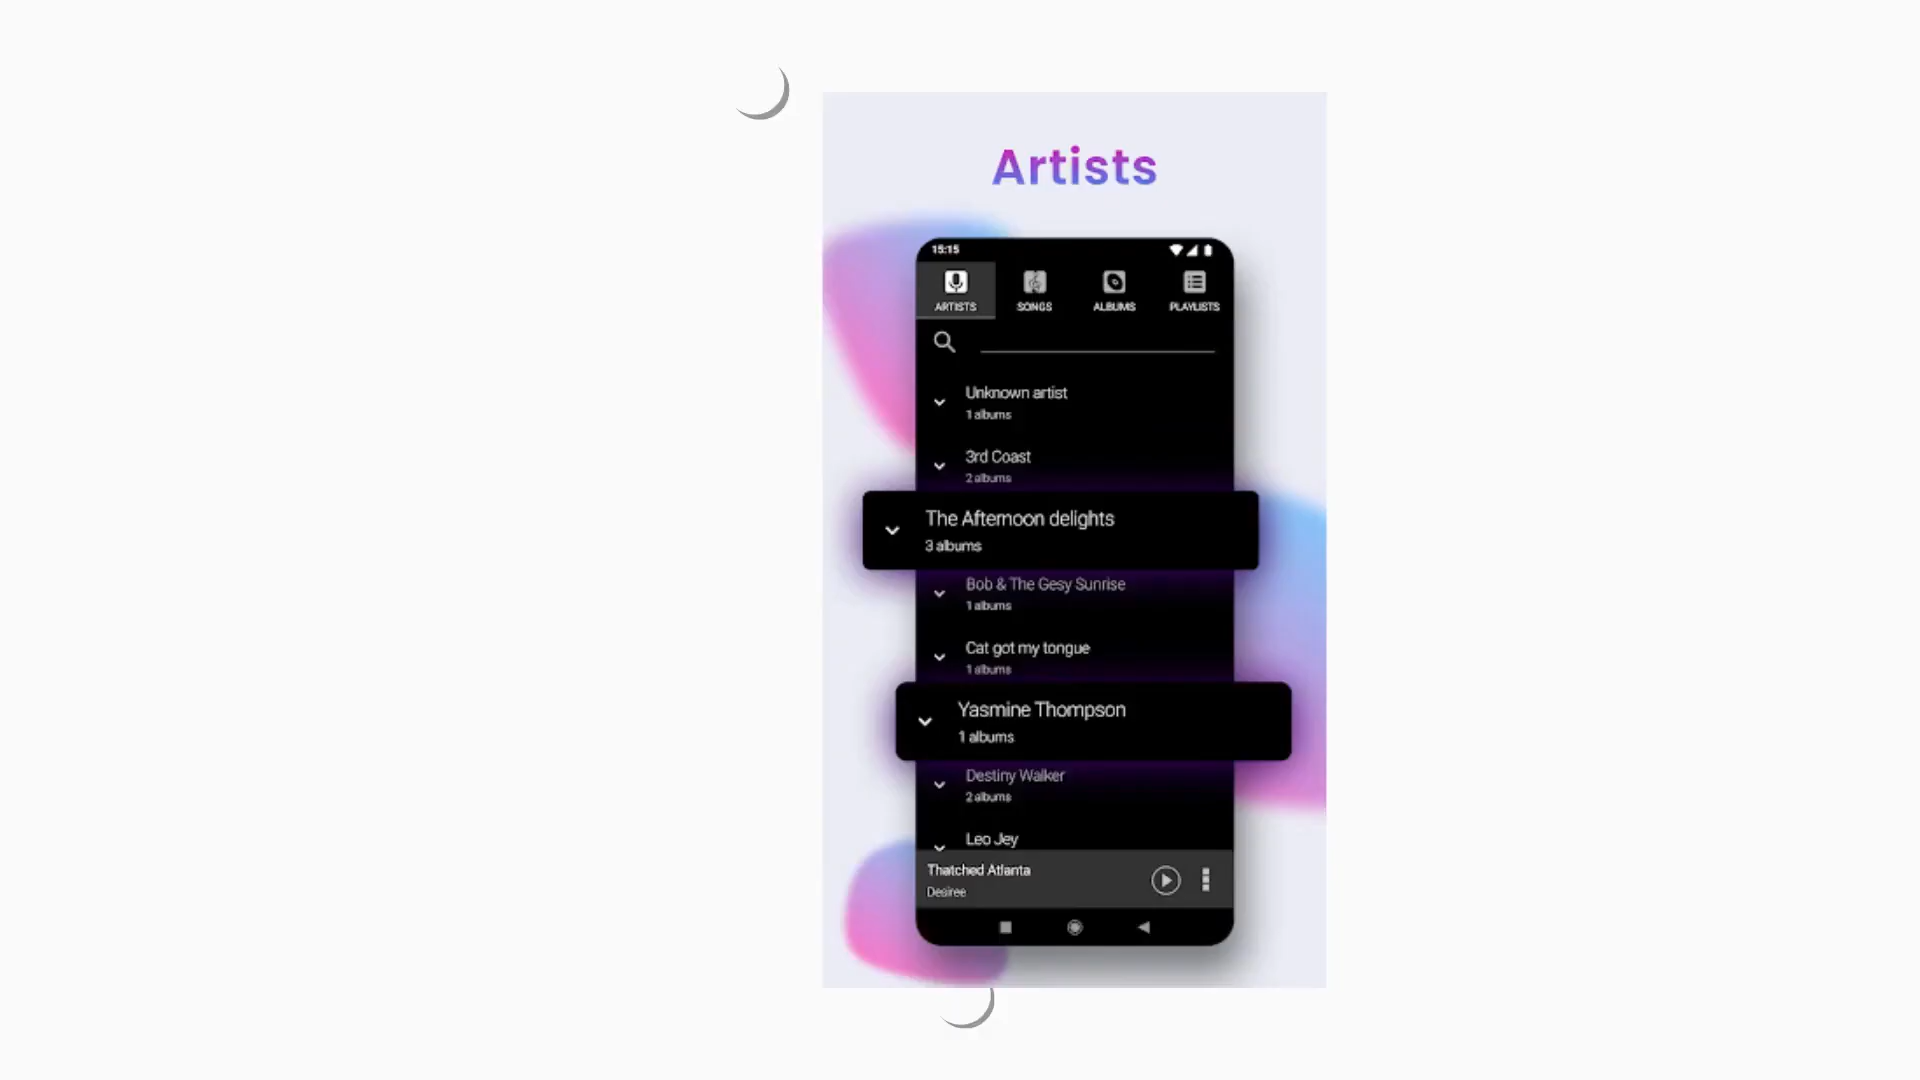 Artists
15:15
ARTISTS SONGS ALBUMS PLAYLISTS
Unknown artist
1 albums
3rd Coast
2 albums
The Afternoon delights
3 albums
Bob & The Gesy Sunrise
1 albums
Cat got my tongue
1 albums
Yasmine Thompson
1 albums
Destiny Walker
2 albums
Leo Jey
Thatched Atlanta
Desiree